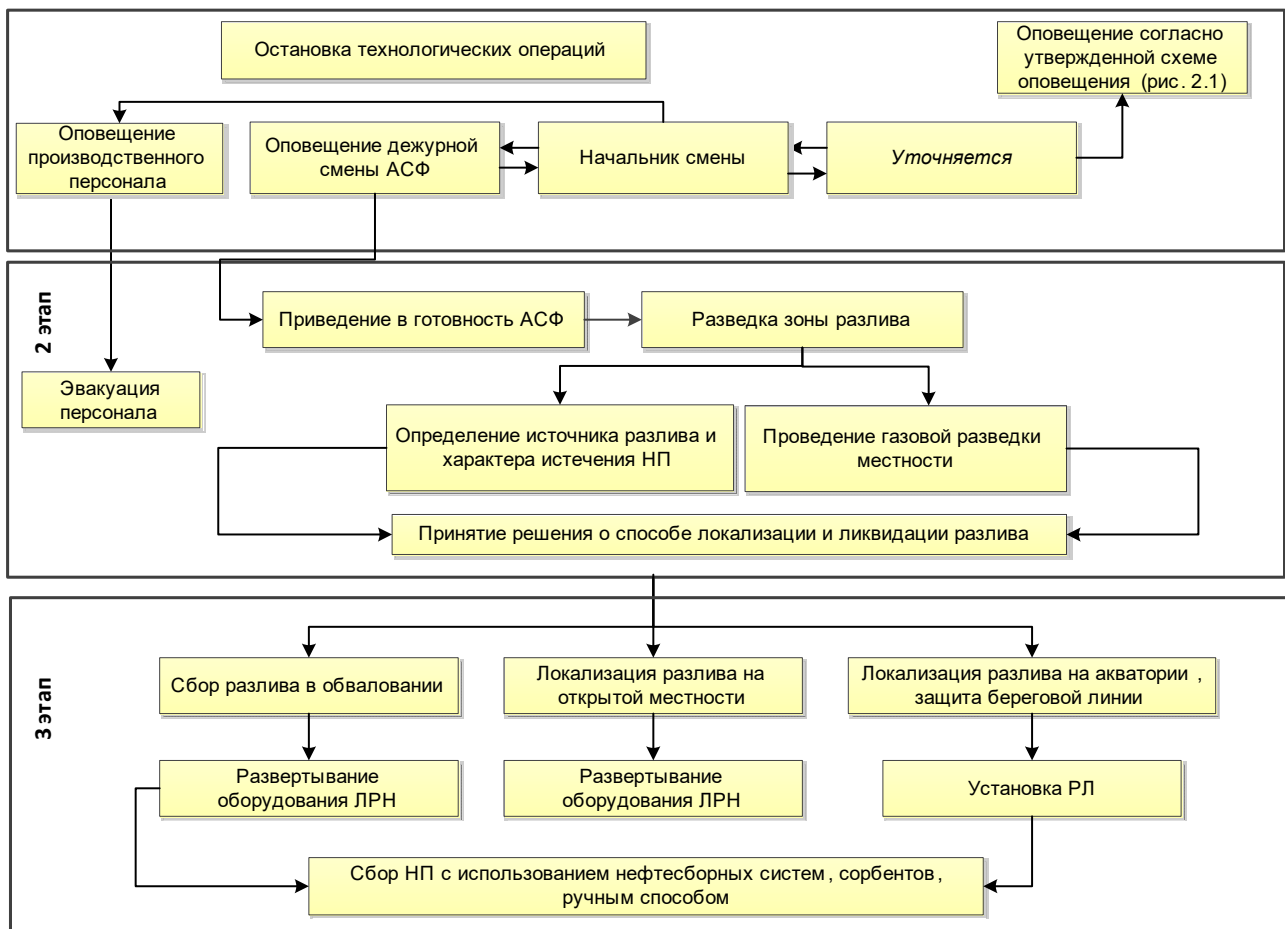 Остановка технологических операций
Оповещение согласно
утвержденной схеме
оповещения (рис. 2.1)
Оповещение
производственного
персонала
Оповещение дежурной
смены АСФ
Начальник смены
Уточняется
2 этап
Приведение в готовность АСФ
Разведка зоны разлива
Эвакуация
персонала
Определение источника разлива и
характера истечения НП
Проведение газовой разведки
местности
Принятие решения о способе локализации и ликвидации разлива
3 этап
Сбор разлива в обваловании
Локализация разлива на
открытой местности
Локализация разлива на акватории ,
защита береговой линии
Развертывание
оборудования ЛРН
Развертывание
оборудования ЛРН
Установка РЛ
Сбор НП с использованием нефтесборных систем , сорбентов ,
ручным способом